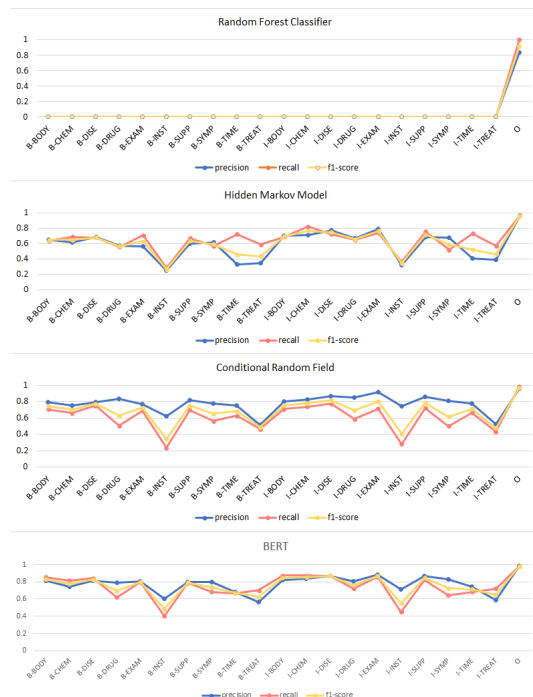 Random Forest Classifier
1
0.8
0.6
0.4
0.2
0
B-BODY B-CHEM B-DISE B-DRUG B-EXAM B-INST B-SUPP B-SYMP B-TIME B-TREAT I-BODY I-CHEM I-DISE I-DRUG I-EXAM I-INST I-SUPP I-SYMP I-TIME I-TREAT O
precision recall f1-score
Hidden Markov Model
1
0.8
0.6
0.4
0.2
0
B-BODY B-CHEM B-DISE B-DRUG B-EXAM B-INST B-SUPP B-SYMP B-TIME B-TREAT I-BODY I-CHEM I-DISE I-DRUG I-EXAM I-INST I-SUPP I-SYMP I-TIME I-TREAT O
precision recall f1-score
Conditional Random Field
1
0.8
0.6
0.4
0.2
0
B-BODY B-CHEM B-DISE B-DRUG B-EXAM B-INST B-SUPP B-SYMP B-TIME B-TREAT I-BODY I-CHEM I-DISE I-DRUG I-EXAM I-INST I-SUPP I-SYMP I-TIME I-TREAT O
precision recall f1-score
BERT
1
0.8
0.6
0.4
0.2
0
B-BODY B-CHEM B-DISE B-DRUG B-EXAM B-INST B-SUPP B-SYMP B-TIME B-TREAT I-BODY I-CHEM I-DISE I-DRUG I-EXAM I-INST I-SUPP I-SYMP I-TIME I-TREAT O
precision recall f1-score